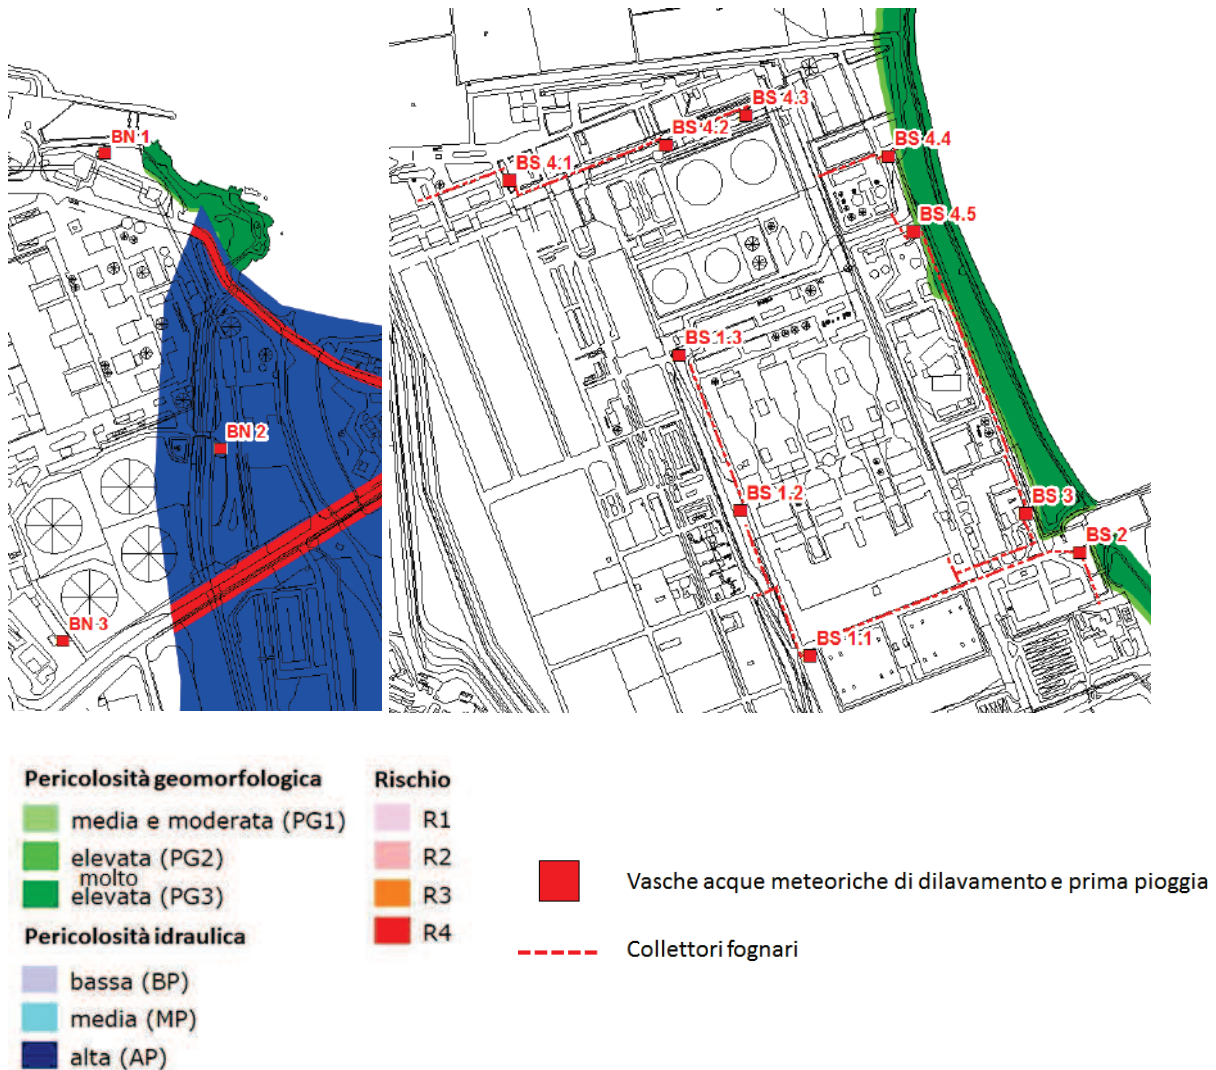 BN 1
BN 2
BN 3
BS 4.3
BS 4.2
BS 4.1
BS 4.4
BS 4.5
BS 1.3
BS 1.2
BS 3
BS 2
BS 1.1
Pericolosità geomorfologica
media e moderata (PG1)
elevata (PG2)
molto
elevata (PG3)
Pericolosità idraulica
bassa (BP)
media (MP)
alta (AP)
Rischio
R1
R2
R3
R4
Vasche acque meteoriche di dilavamento e prima pioggia
Collettori fognari